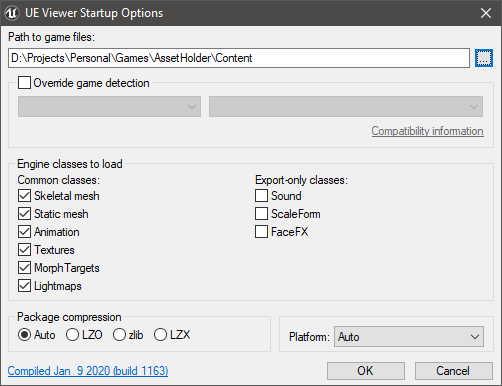 UE Viewer Startup Options
Path to game files:
D:\Projects\Personal\Games\AssetHolder\Content
...
Override game detection
Compatibility information
Engine classes to load
Common classes:
Export-only classes:
Skeletal mesh
Sound
Static mesh
ScaleForm
Animation
FaceFX
Textures
MorphTargets
Lightmaps
Package compression
Auto LZO zlib LZX
Platform: Auto
Compiled Jan 9 2020 (build 1163)
OK
Cancel